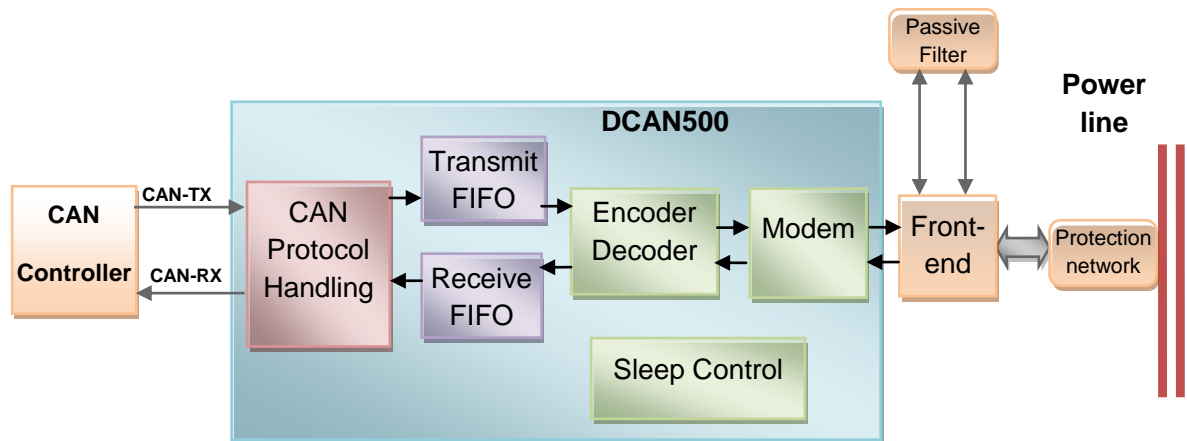 Passive
Filter
Power
line
DCAN500
Transmit
FIFO
CAN-TX
CAN
Controller
CAN-RX
CAN
Protocol
Handling
Receive
FIFO
Encoder
Decoder
Modem
Front-
end
Protection
network
Sleep Control